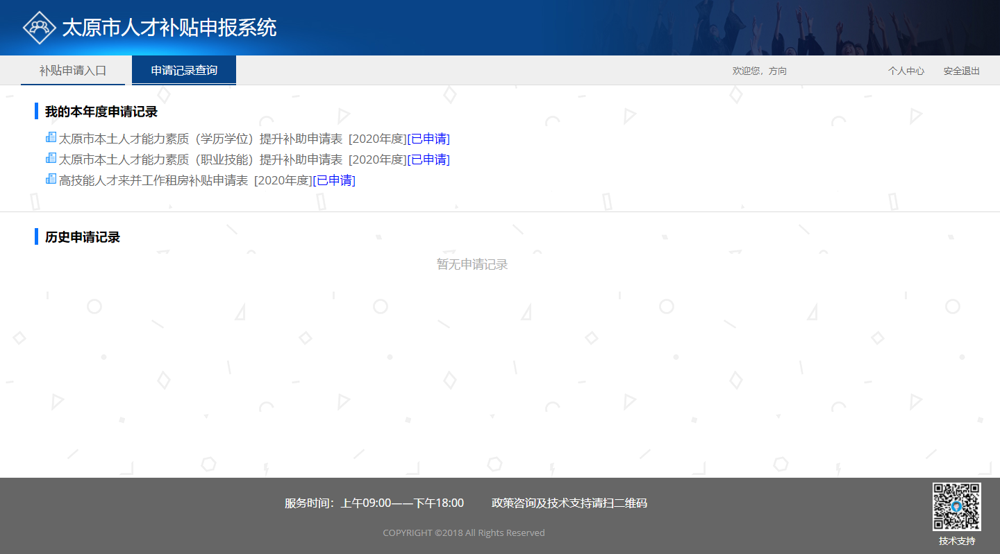 太原市人才补贴申报系统
补贴申请入口 申请记录查询 欢迎您，方向 个人中心 安全退出
我的本年度申请记录
太原市本土人才能力素质（学历学位）提升补助申请表 [2020年度][已申请]
太原市本土人才能力素质（职业技能）提升补助申请表 [2020年度][已申请]
高技能人才来并工作租房补贴申请表 [2020年度][已申请]
历史申请记录
暂无申请记录
服务时间：上午09:00——下午18:00 政策咨询及技术支持请扫二维码
COPYRIGHT ©2018 All Rights Reserved
技术支持